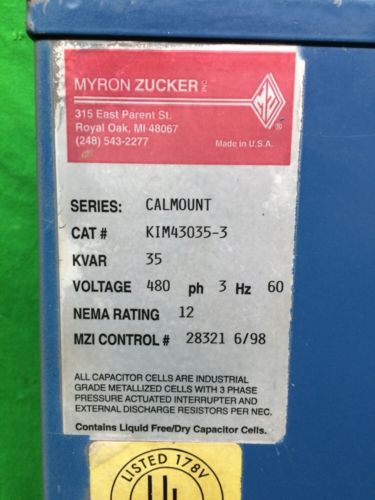 MYRON ZUCKER INC
MZ ®
315 East Parent St.
Royal Oak, MI 48067
(248) 543-2277
Made in U.S.A.
SERIES: CALMOUNT
CAT # KIM43035-3
KVAR 35
VOLTAGE 480 ph 3 Hz 60
NEMA RATING 12
MZI CONTROL # 28321 6/98
ALL CAPACITOR CELLS ARE INDUSTRIAL
GRADE METALLIZED CELLS WITH 3 PHASE
PRESSURE ACTUATED INTERRUPTER AND
EXTERNAL DISCHARGE RESISTORS PER NEC.
Contains Liquid Free/Dry Capacitor Cells.
LISTED 178V
UL